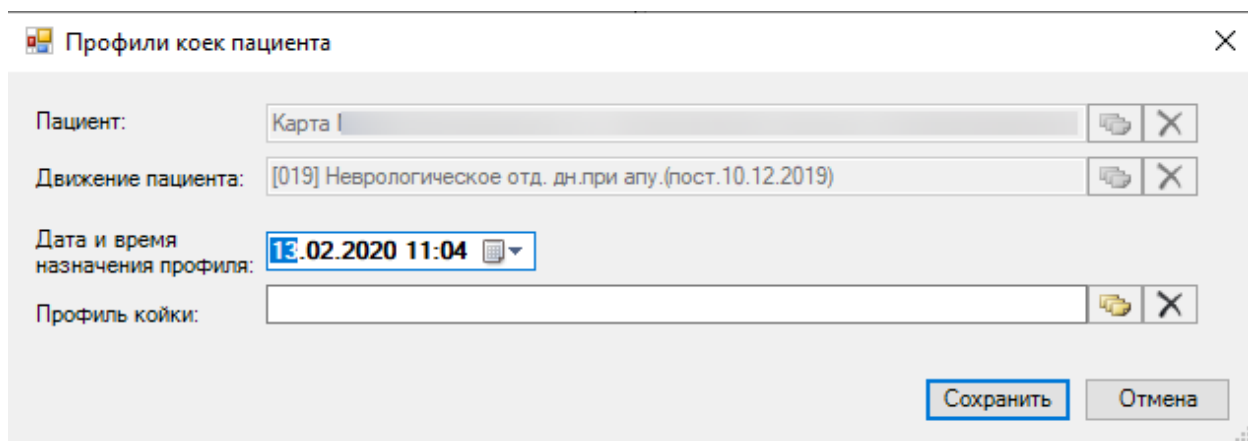 Профили коек пациента
Пациент: Карта
Движение пациента: [019] Неврологическое отд. дн.при апу.(пост.10.12.2019)
Дата и время
назначения профиля: 13.02.2020 11:04
Профиль койки:
Сохранить Отмена